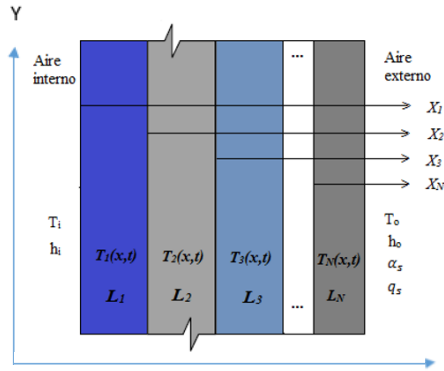 Y
Aire
interno
...
Aire
externo
X1
X2
X3
XN
Ti
hi
T1(x,t)
T2(x,t)
T3(x,t)
TN(x,t)
To
ho
αs
qs
L1
L2
L3
...
LN